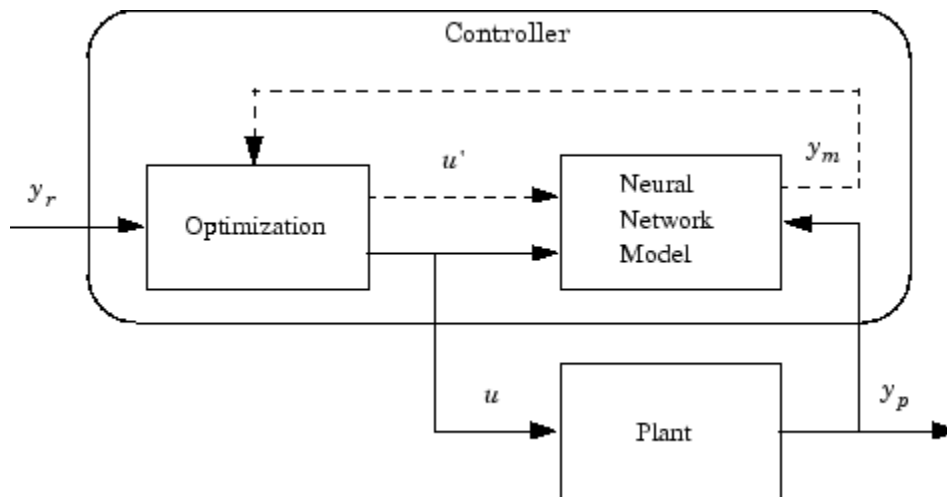 Controller
u'
y_m
y_r
Optimization
Neural
Network
Model
u
Plant
y_p